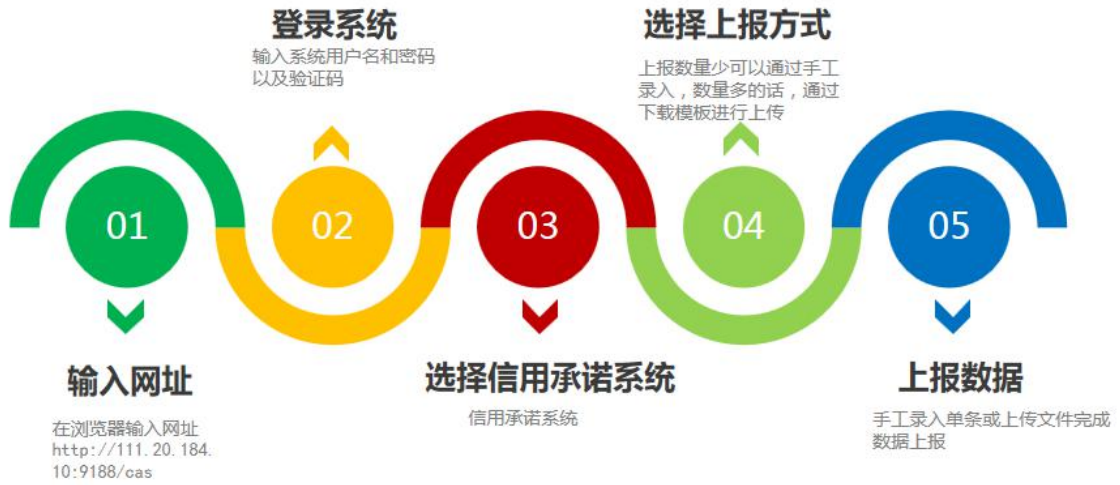 登录系统
输入系统用户名和密码
以及验证码
选择上报方式
上报数量少可以通过手工
录入，数量多的话，通过
下载模板进行上传
01
02
03
04
05
输入网址
在浏览器输入网址
http://111.20.184.
10:9188/cas
选择信用承诺系统
信用承诺系统
上报数据
手工录入单条或上传文件完成
数据上报